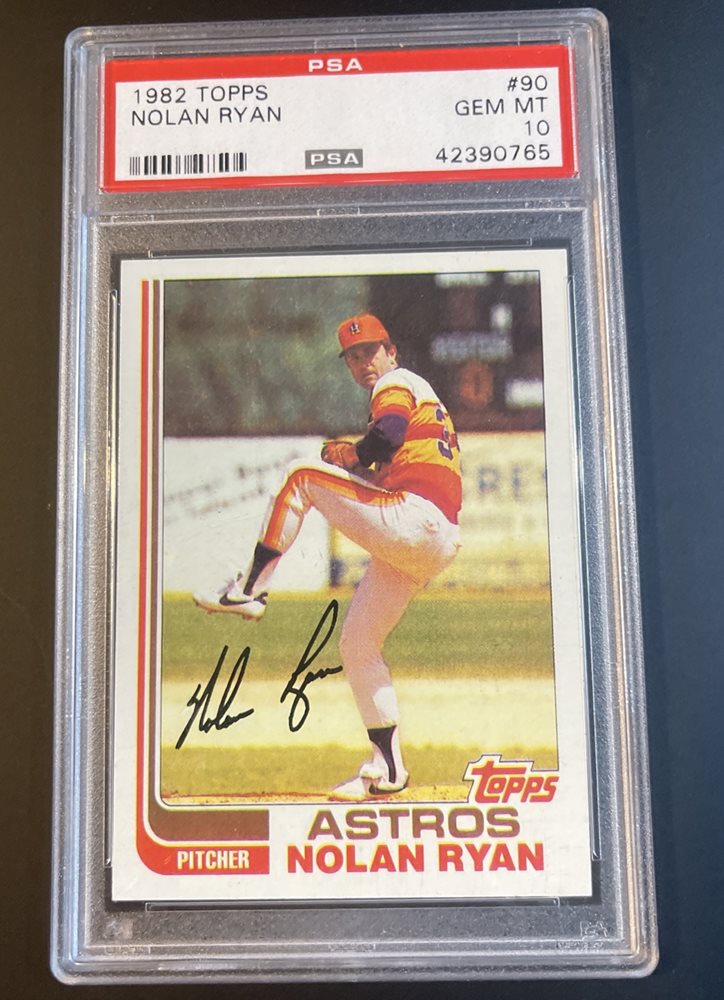 PSA
1982 TOPPS #90
NOLAN RYAN GEM MT
10
PSA 42390765
H
Nolan Ryan
TOPPS
ASTROS
PITCHER NOLAN RYAN